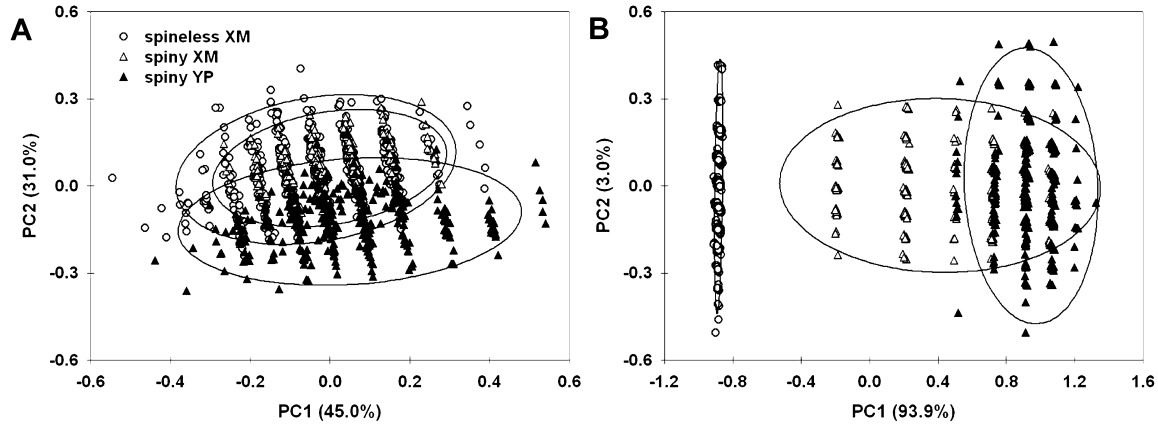 A
spineless XM
spiny XM
spiny YP
PC2 (31.0%)
0.6
0.3
0.0
-0.3
-0.6
-0.6 -0.4 -0.2 0.0 0.2 0.4 0.6
PC1 (45.0%)
B
PC2 (3.0%)
0.6
0.3
0.0
-0.3
-0.6
-1.2 -0.8 -0.4 0.0 0.4 0.8 1.2 1.6
PC1 (93.9%)